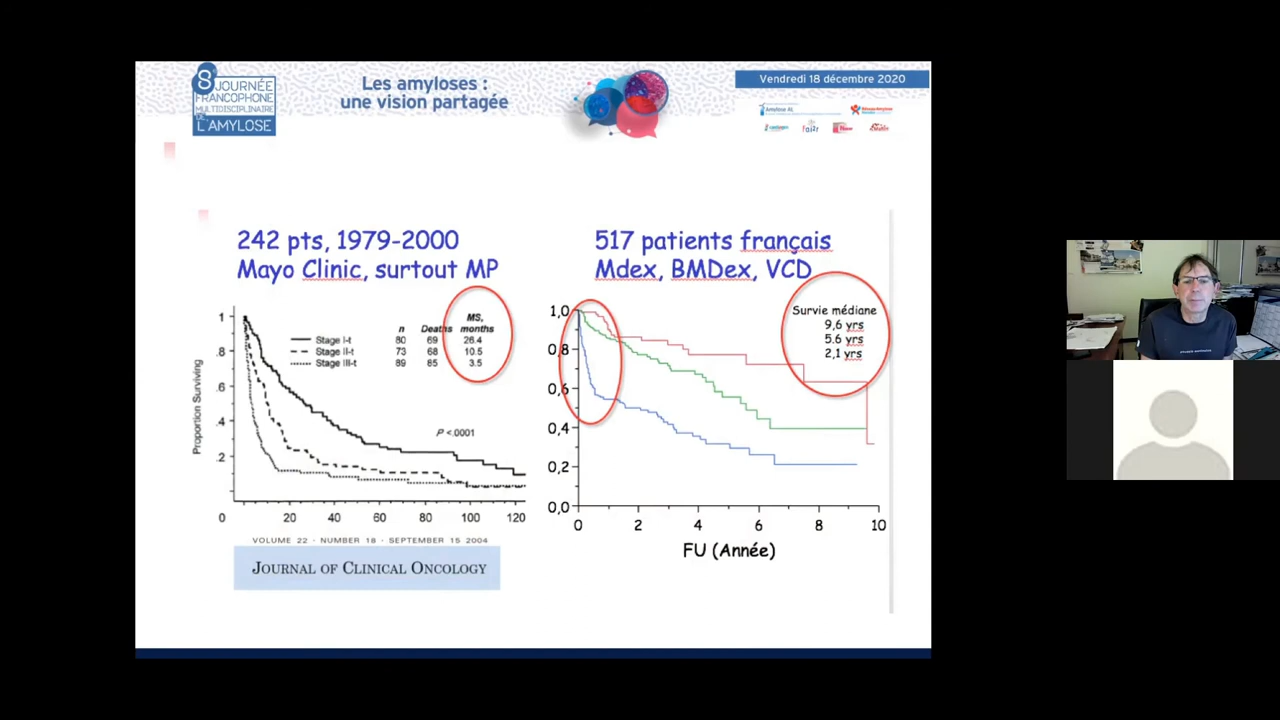 8e JOURNÉE
FRANCOPHONE
MULTIDISCIPLINAIRE
DE
L'AMYLOSE
Les amyloses :
une vision partagée
Vendredi 18 décembre 2020
Amylose AL
242 pts, 1979-2000
Mayo Clinic, surtout MP
MS,
n Deaths months
Stage I-t 80 69 26.4
Stage II-t 73 68 10.5
Stage III-t 89 85 3.5
P <.0001
Proportion Surviving
1
.8
.6
.4
.2
0 20 40 60 80 100 120
VOLUME 22 · NUMBER 18 · SEPTEMBER 15 2004
JOURNAL OF CLINICAL ONCOLOGY
517 patients français
Mdex, BMDex, VCD
Survie médiane
9,6 yrs
5.6 yrs
2,1 yrs
1,0
0,8
0,6
0,4
0,2
0,0
0 2 4 6 8 10
FU (Année)